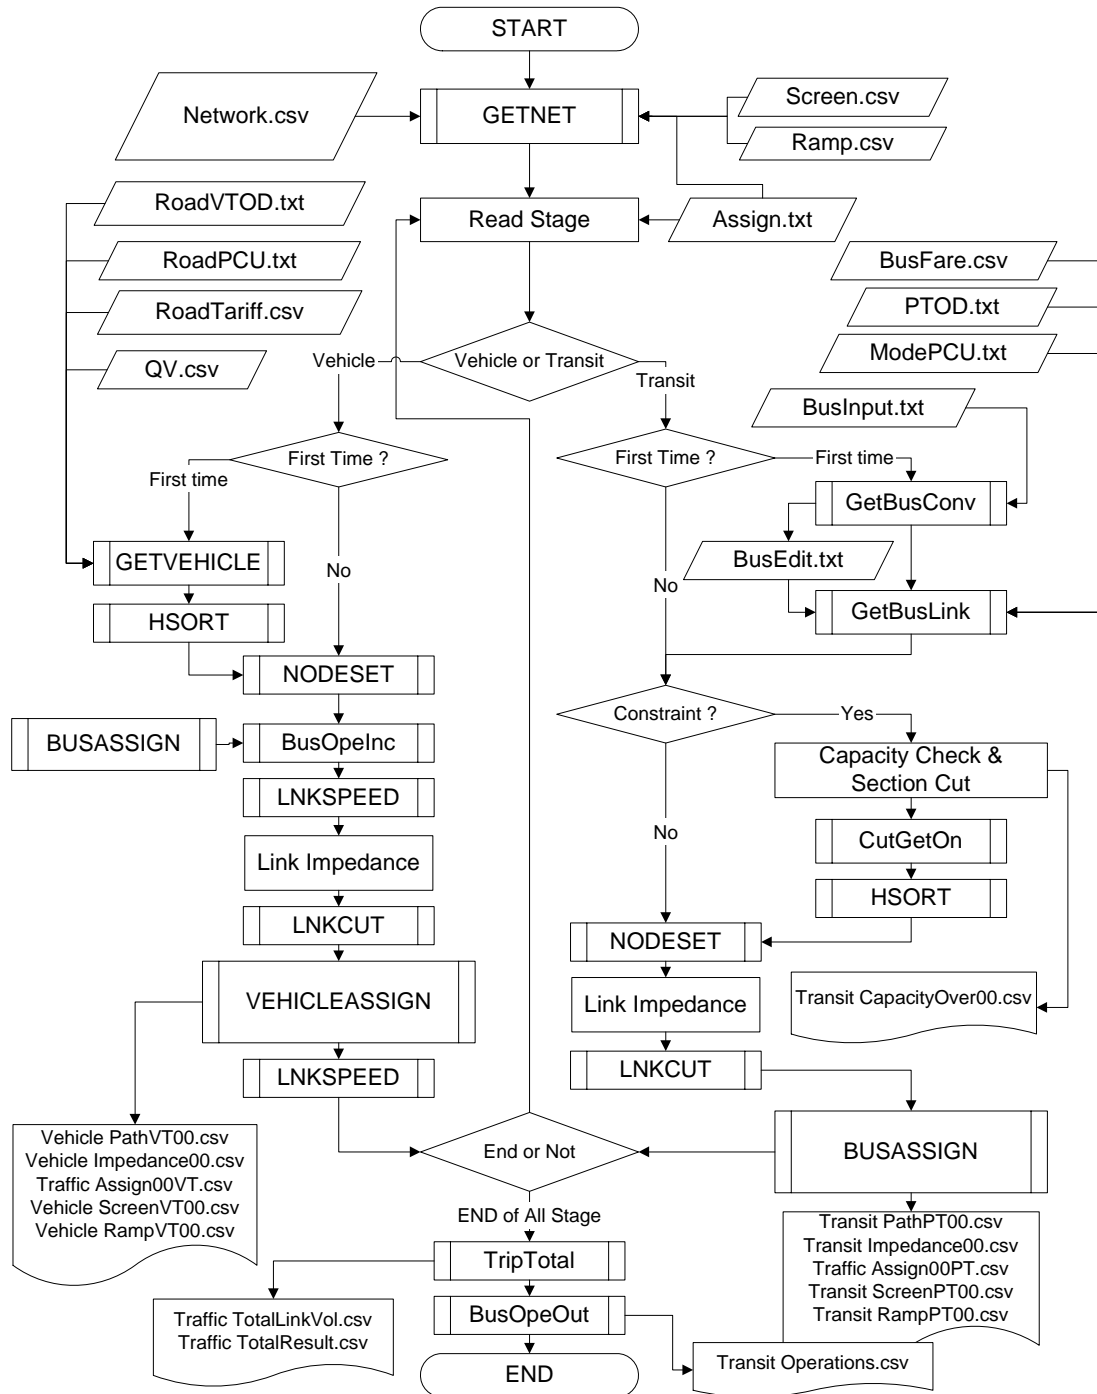 START
Network.csv
GETNET
Screen.csv
Ramp.csv
RoadVTOD.txt
Read Stage
Assign.txt
RoadPCU.txt
BusFare.csv
RoadTariff.csv
PTOD.txt
QV.csv
Vehicle
Vehicle or Transit
Transit
ModePCU.txt
BusInput.txt
First Time ?
First Time ?
First time
First time
GetBusConv
GETVEHICLE
No
BusEdit.txt
No
HSORT
GetBusLink
NODESET
Constraint ?
Yes
BUSASSIGN
BusOpeInc
Capacity Check &
Section Cut
LNKSPEED
No
CutGetOn
Link Impedance
HSORT
LNKCUT
NODESET
VEHICLEASSIGN
Link Impedance
Transit CapacityOver00.csv
LNKSPEED
LNKCUT
Vehicle PathVT00.csv
Vehicle Impedance00.csv
Traffic Assign00VT.csv
Vehicle ScreenVT00.csv
Vehicle RampVT00.csv
End or Not
BUSASSIGN
END of All Stage
Transit PathPT00.csv
Transit Impedance00.csv
Traffic Assign00PT.csv
Transit ScreenPT00.csv
Transit RampPT00.csv
TripTotal
Traffic TotalLinkVol.csv
Traffic TotalResult.csv
BusOpeOut
Transit Operations.csv
END